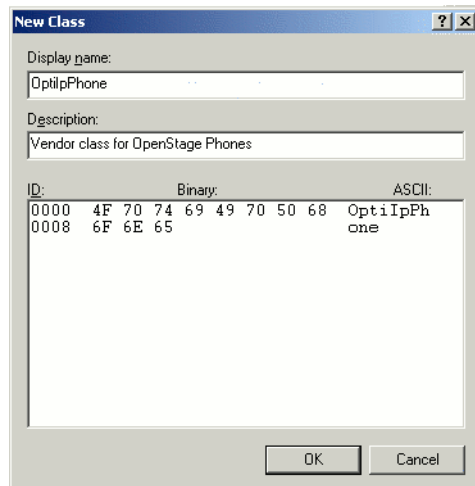 New Class
Display name:
OptiIpPhone
Description:
Vendor class for OpenStage Phones
ID: Binary: ASCII:
0000 4F 70 74 69 49 70 50 68 OptiIpPh
0008 6F 6E 65 one
OK Cancel